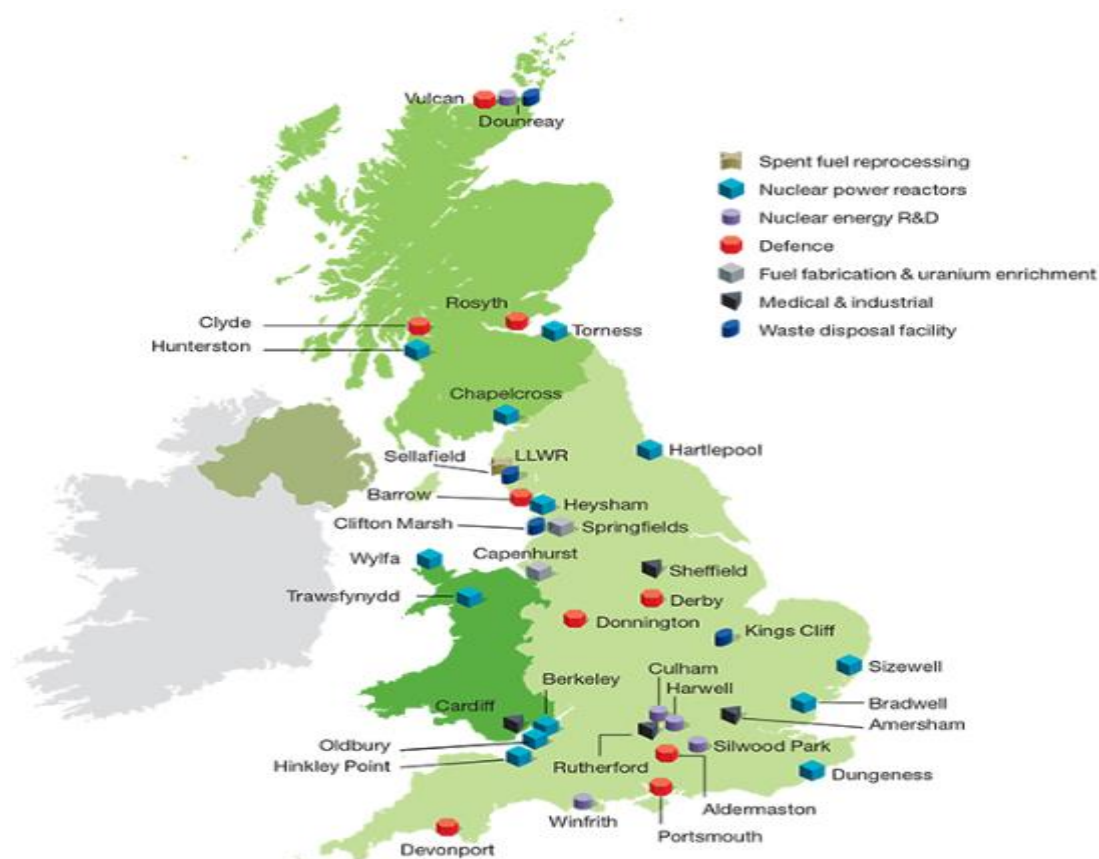 Vulcan
Dounreay
Spent fuel reprocessing
Nuclear power reactors
Nuclear energy R&D
Defence
Fuel fabrication & uranium enrichment
Medical & industrial
Waste disposal facility
Rosyth
Clyde
Torness
Hunterston
Chapelcross
Hartlepool
Sellafield
LLWR
Barrow
Heysham
Clifton Marsh
Springfields
Capenhurst
Wylfa
Sheffield
Trawsfynydd
Derby
Donnington
Kings Cliff
Sizewell
Culham
Berkeley
Harwell
Cardiff
Bradwell
Amersham
Oldbury
Silwood Park
Hinkley Point
Rutherford
Dungeness
Aldermaston
Winfrith
Portsmouth
Devonport